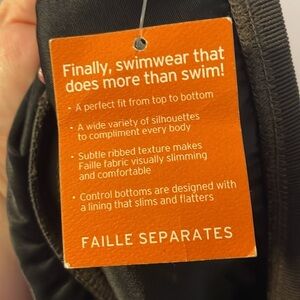 Finally, swimwear that
does more than swim!
• A perfect fit from top to bottom
• A wide variety of silhouettes
to compliment every body
• Subtle ribbed texture makes
Faille fabric visually slimming
and comfortable
• Control bottoms are designed with
a lining that slims and flatters
FAILLE SEPARATES